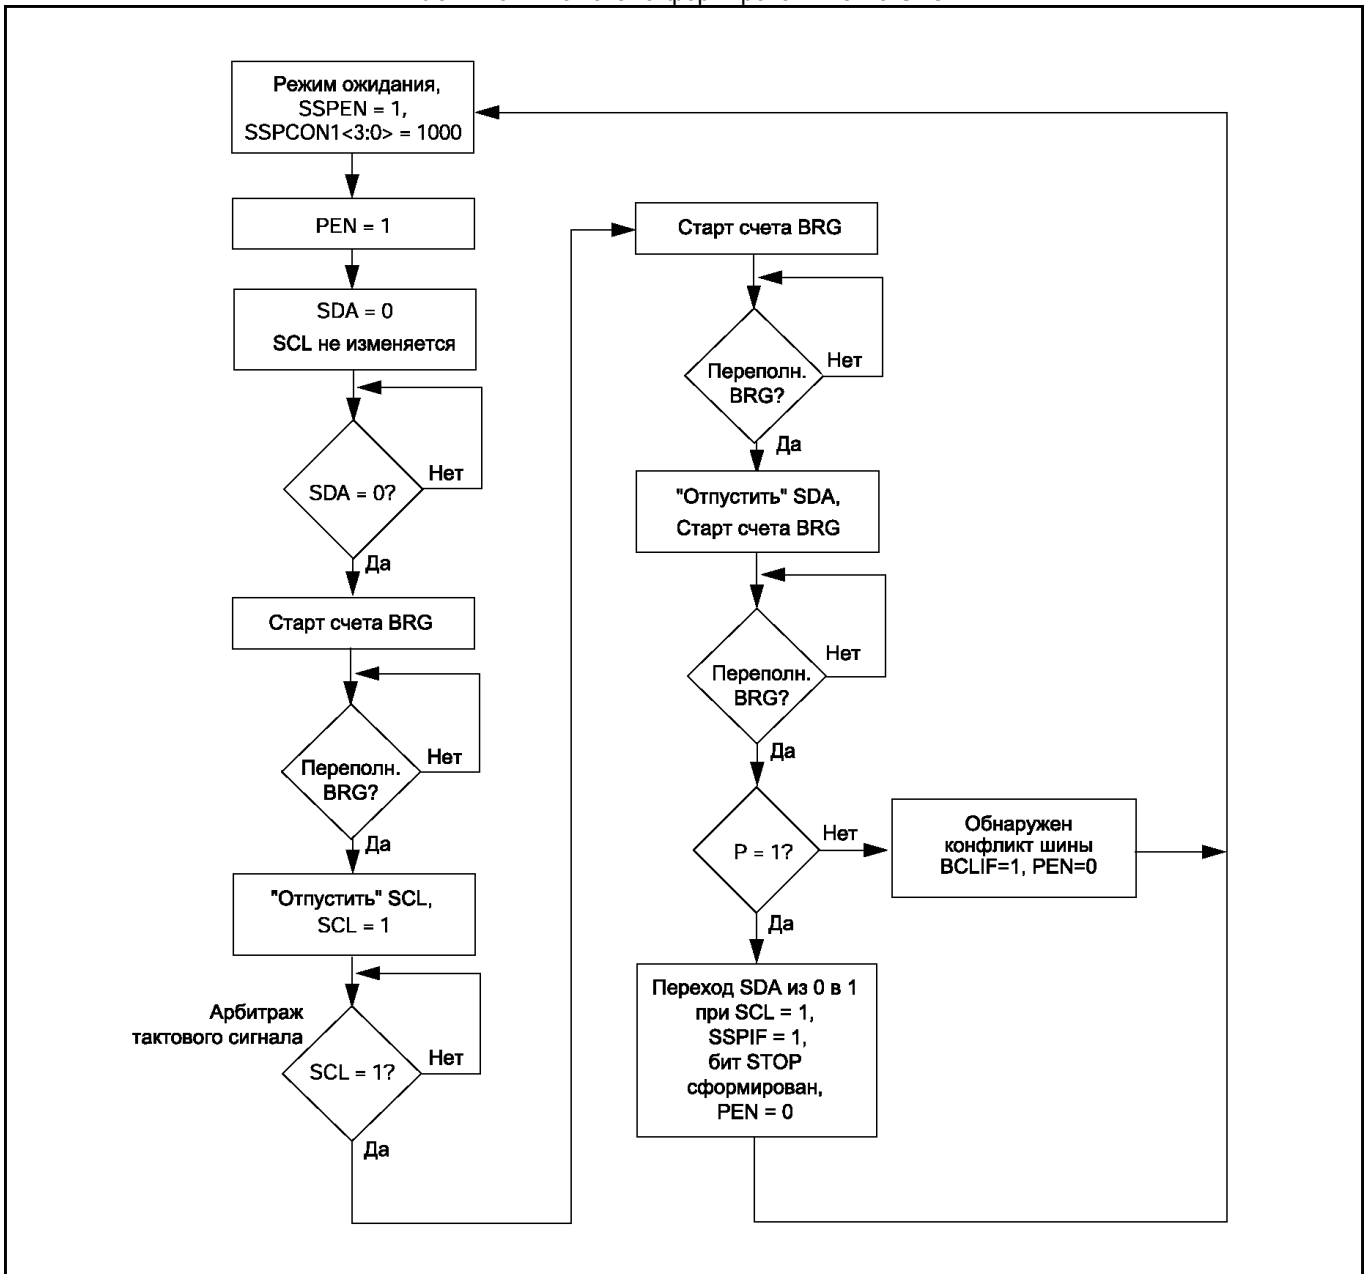 Режим ожидания,
SSPEN = 1,
SSPCON1<3:0> = 1000
PEN = 1
SDA = 0
SCL не изменяется
SDA = 0?
Нет
Да
Старт счета BRG
Переполн.
BRG?
Нет
Да
"Отпустить" SCL,
SCL = 1
Арбитраж
тактового сигнала
SCL = 1?
Нет
Да
Старт счета BRG
Переполн.
BRG?
Нет
Да
"Отпустить" SDA,
Старт счета BRG
Переполн.
BRG?
Нет
Да
P = 1?
Нет
Обнаружен
конфликт шины
BCLIF=1, PEN=0
Да
Переход SDA из 0 в 1
при SCL = 1,
SSPIF = 1,
бит STOP
сформирован,
PEN = 0